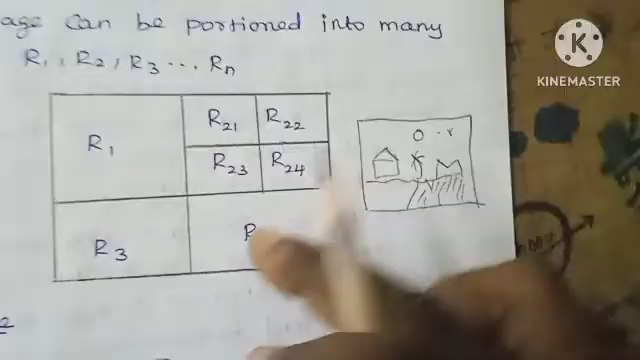 age can be portioned into many
R1, R2, R3 ... Rn
KINEMASTER
R1
R21
R22
R23
R24
R3
R